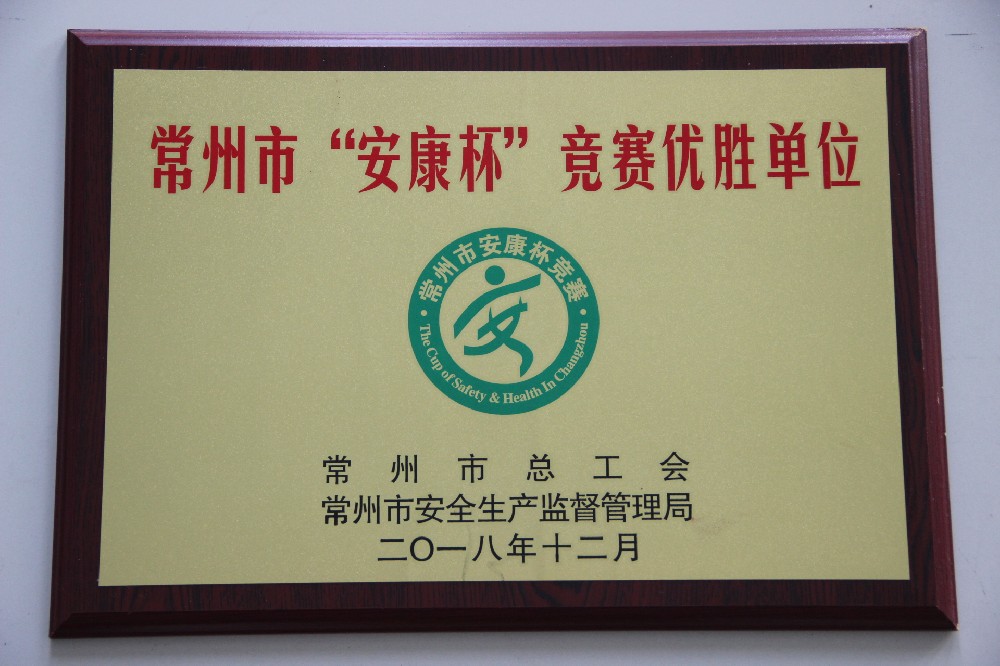 常州市“安康杯”竞赛优胜单位
常州市安康杯竞赛
The Cup of Safety & Health In Changzhou
常州市总工会
常州市安全生产监督管理局
二〇一八年十二月